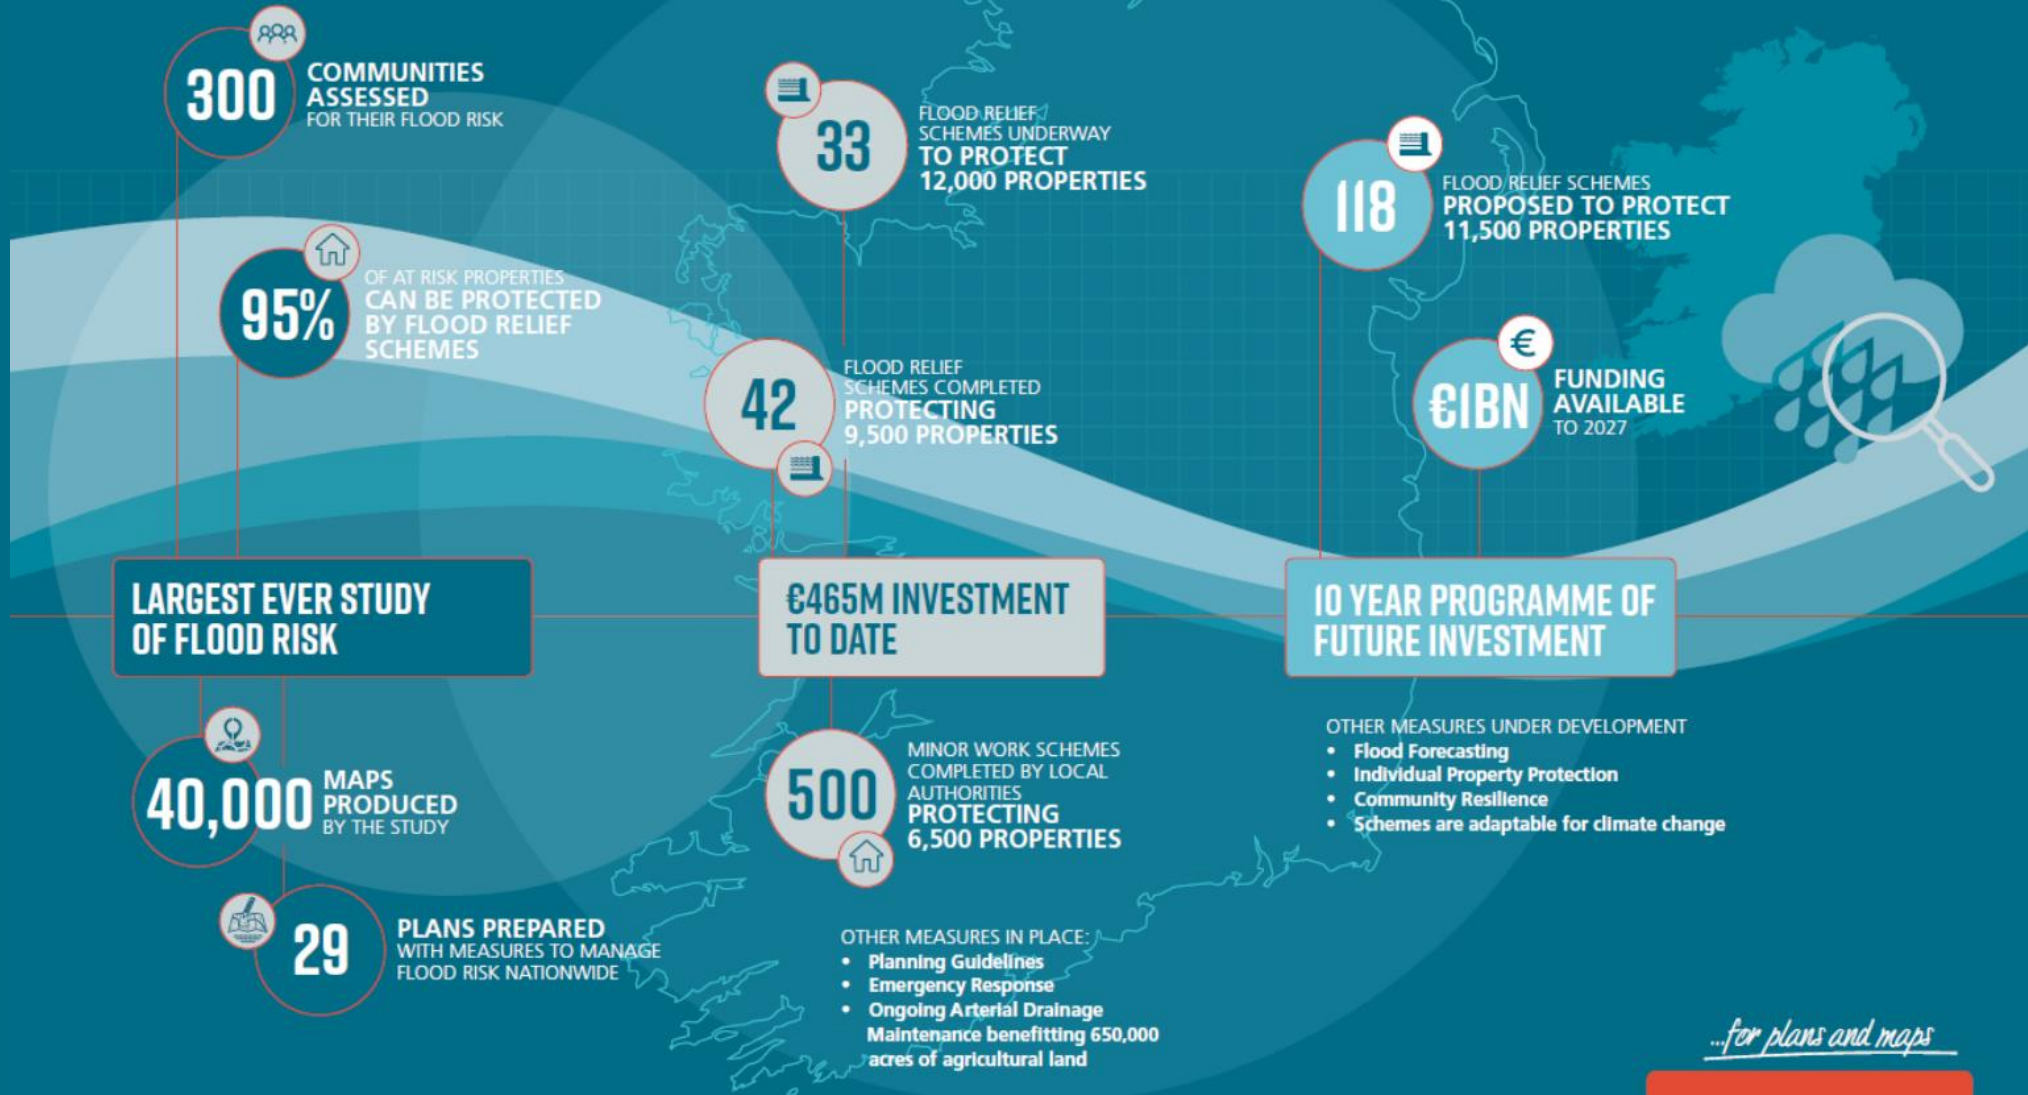 300
COMMUNITIES
ASSESSED
FOR THEIR FLOOD RISK
95%
OF AT RISK PROPERTIES
CAN BE PROTECTED
BY FLOOD RELIEF
SCHEMES
LARGEST EVER STUDY
OF FLOOD RISK
40,000
MAPS
PRODUCED
BY THE STUDY
29
PLANS PREPARED
WITH MEASURES TO MANAGE
FLOOD RISK NATIONWIDE
33
FLOOD RELIEF
SCHEMES UNDERWAY
TO PROTECT
12,000 PROPERTIES
42
FLOOD RELIEF
SCHEMES COMPLETED
PROTECTING
9,500 PROPERTIES
€465M INVESTMENT
TO DATE
500
MINOR WORK SCHEMES
COMPLETED BY LOCAL
AUTHORITIES
PROTECTING
6,500 PROPERTIES
OTHER MEASURES IN PLACE:
• Planning Guidelines
• Emergency Response
• Ongoing Arterial Drainage
Maintenance benefitting 650,000
acres of agricultural land
118
FLOOD RELIEF SCHEMES
PROPOSED TO PROTECT
11,500 PROPERTIES
€
€1BN
FUNDING
AVAILABLE
TO 2027
10 YEAR PROGRAMME OF
FUTURE INVESTMENT
OTHER MEASURES UNDER DEVELOPMENT
• Flood Forecasting
• Individual Property Protection
• Community Resilience
• Schemes are adaptable for climate change
...for plans and maps